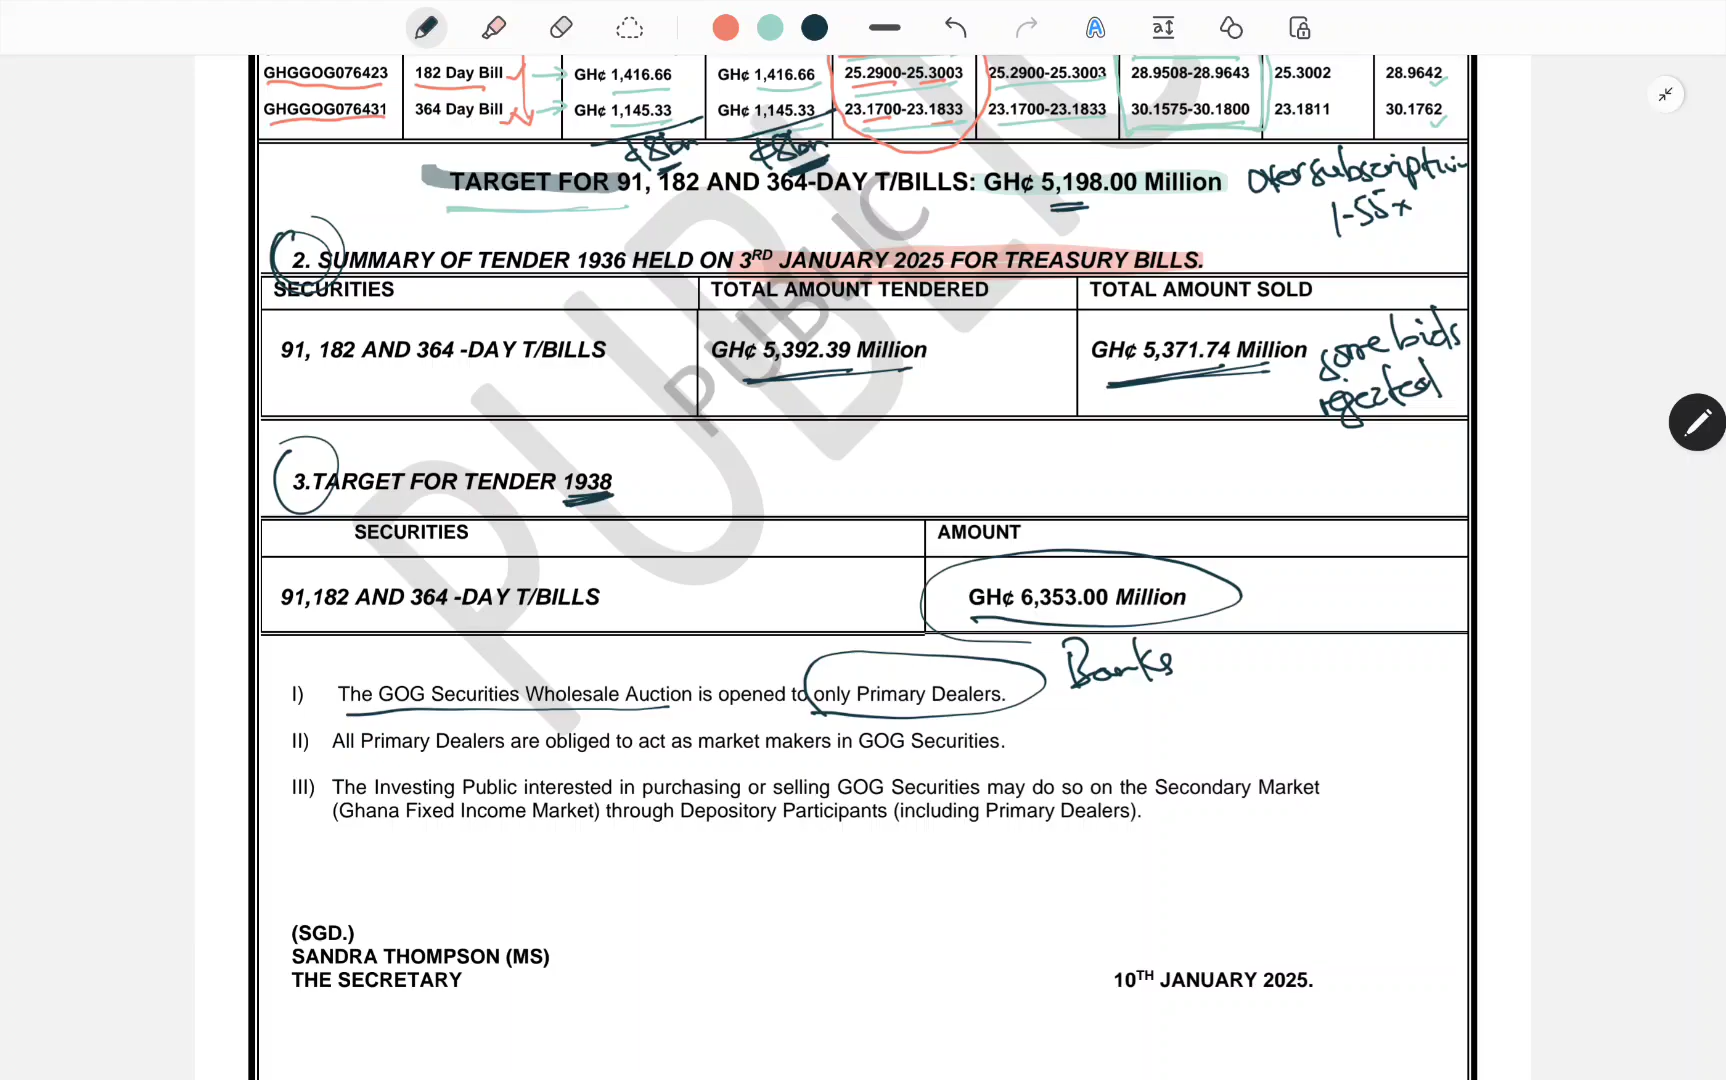 GHGGOG076423 182 Day Bill GH¢ 1,416.66 GH¢ 1,416.66 25.2900-25.3003 25.2900-25.3003 28.9508-28.9643 25.3002 28.9642
GHGGOG076431 364 Day Bill GH¢ 1,145.33 GH¢ 1,145.33 23.1700-23.1833 23.1700-23.1833 30.1575-30.1800 23.1811 30.1762
¢8bn ¢8bn
TARGET FOR 91, 182 AND 364-DAY T/BILLS: GH¢ 5,198.00 Million
oversubscription
1-55x
2. SUMMARY OF TENDER 1936 HELD ON 3RD JANUARY 2025 FOR TREASURY BILLS.
SECURITIES TOTAL AMOUNT TENDERED TOTAL AMOUNT SOLD
91, 182 AND 364 -DAY T/BILLS GH¢ 5,392.39 Million GH¢ 5,371.74 Million
some bids
rejected
3.TARGET FOR TENDER 1938
SECURITIES AMOUNT
91,182 AND 364 -DAY T/BILLS GH¢ 6,353.00 Million
Banks
I) The GOG Securities Wholesale Auction is opened to only Primary Dealers.
II) All Primary Dealers are obliged to act as market makers in GOG Securities.
III) The Investing Public interested in purchasing or selling GOG Securities may do so on the Secondary Market
(Ghana Fixed Income Market) through Depository Participants (including Primary Dealers).
(SGD.)
SANDRA THOMPSON (MS)
THE SECRETARY 10TH JANUARY 2025.
PUBLIC
PUBLIC